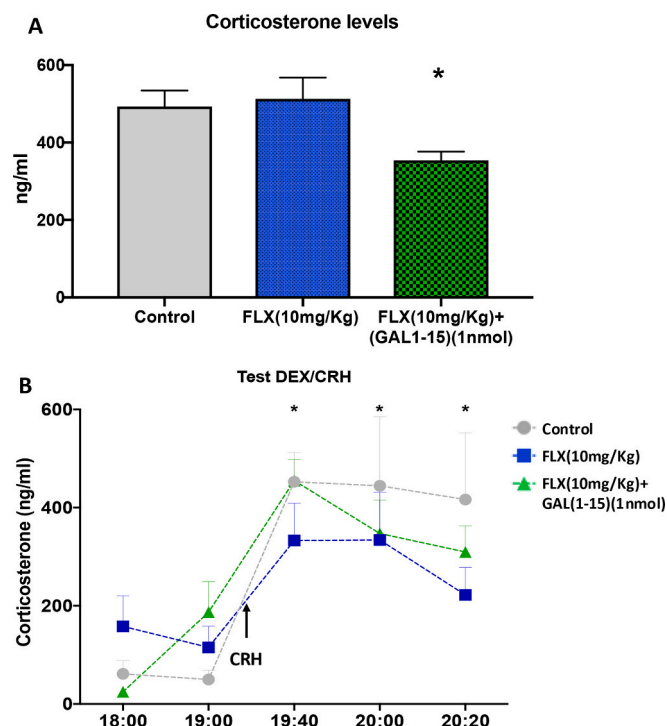 A
Corticosterone levels
600
400
200
0
ng/ml
*
Control
FLX(10mg/Kg)
FLX(10mg/Kg)+
(GAL1-15)(1nmol)
B
Test DEX/CRH
600
400
200
0
Corticosterone (ng/ml)
* * *
CRH
18:00 19:00 19:40 20:00 20:20
Control
FLX(10mg/Kg)
FLX(10mg/Kg)+
GAL(1-15)(1nmol)